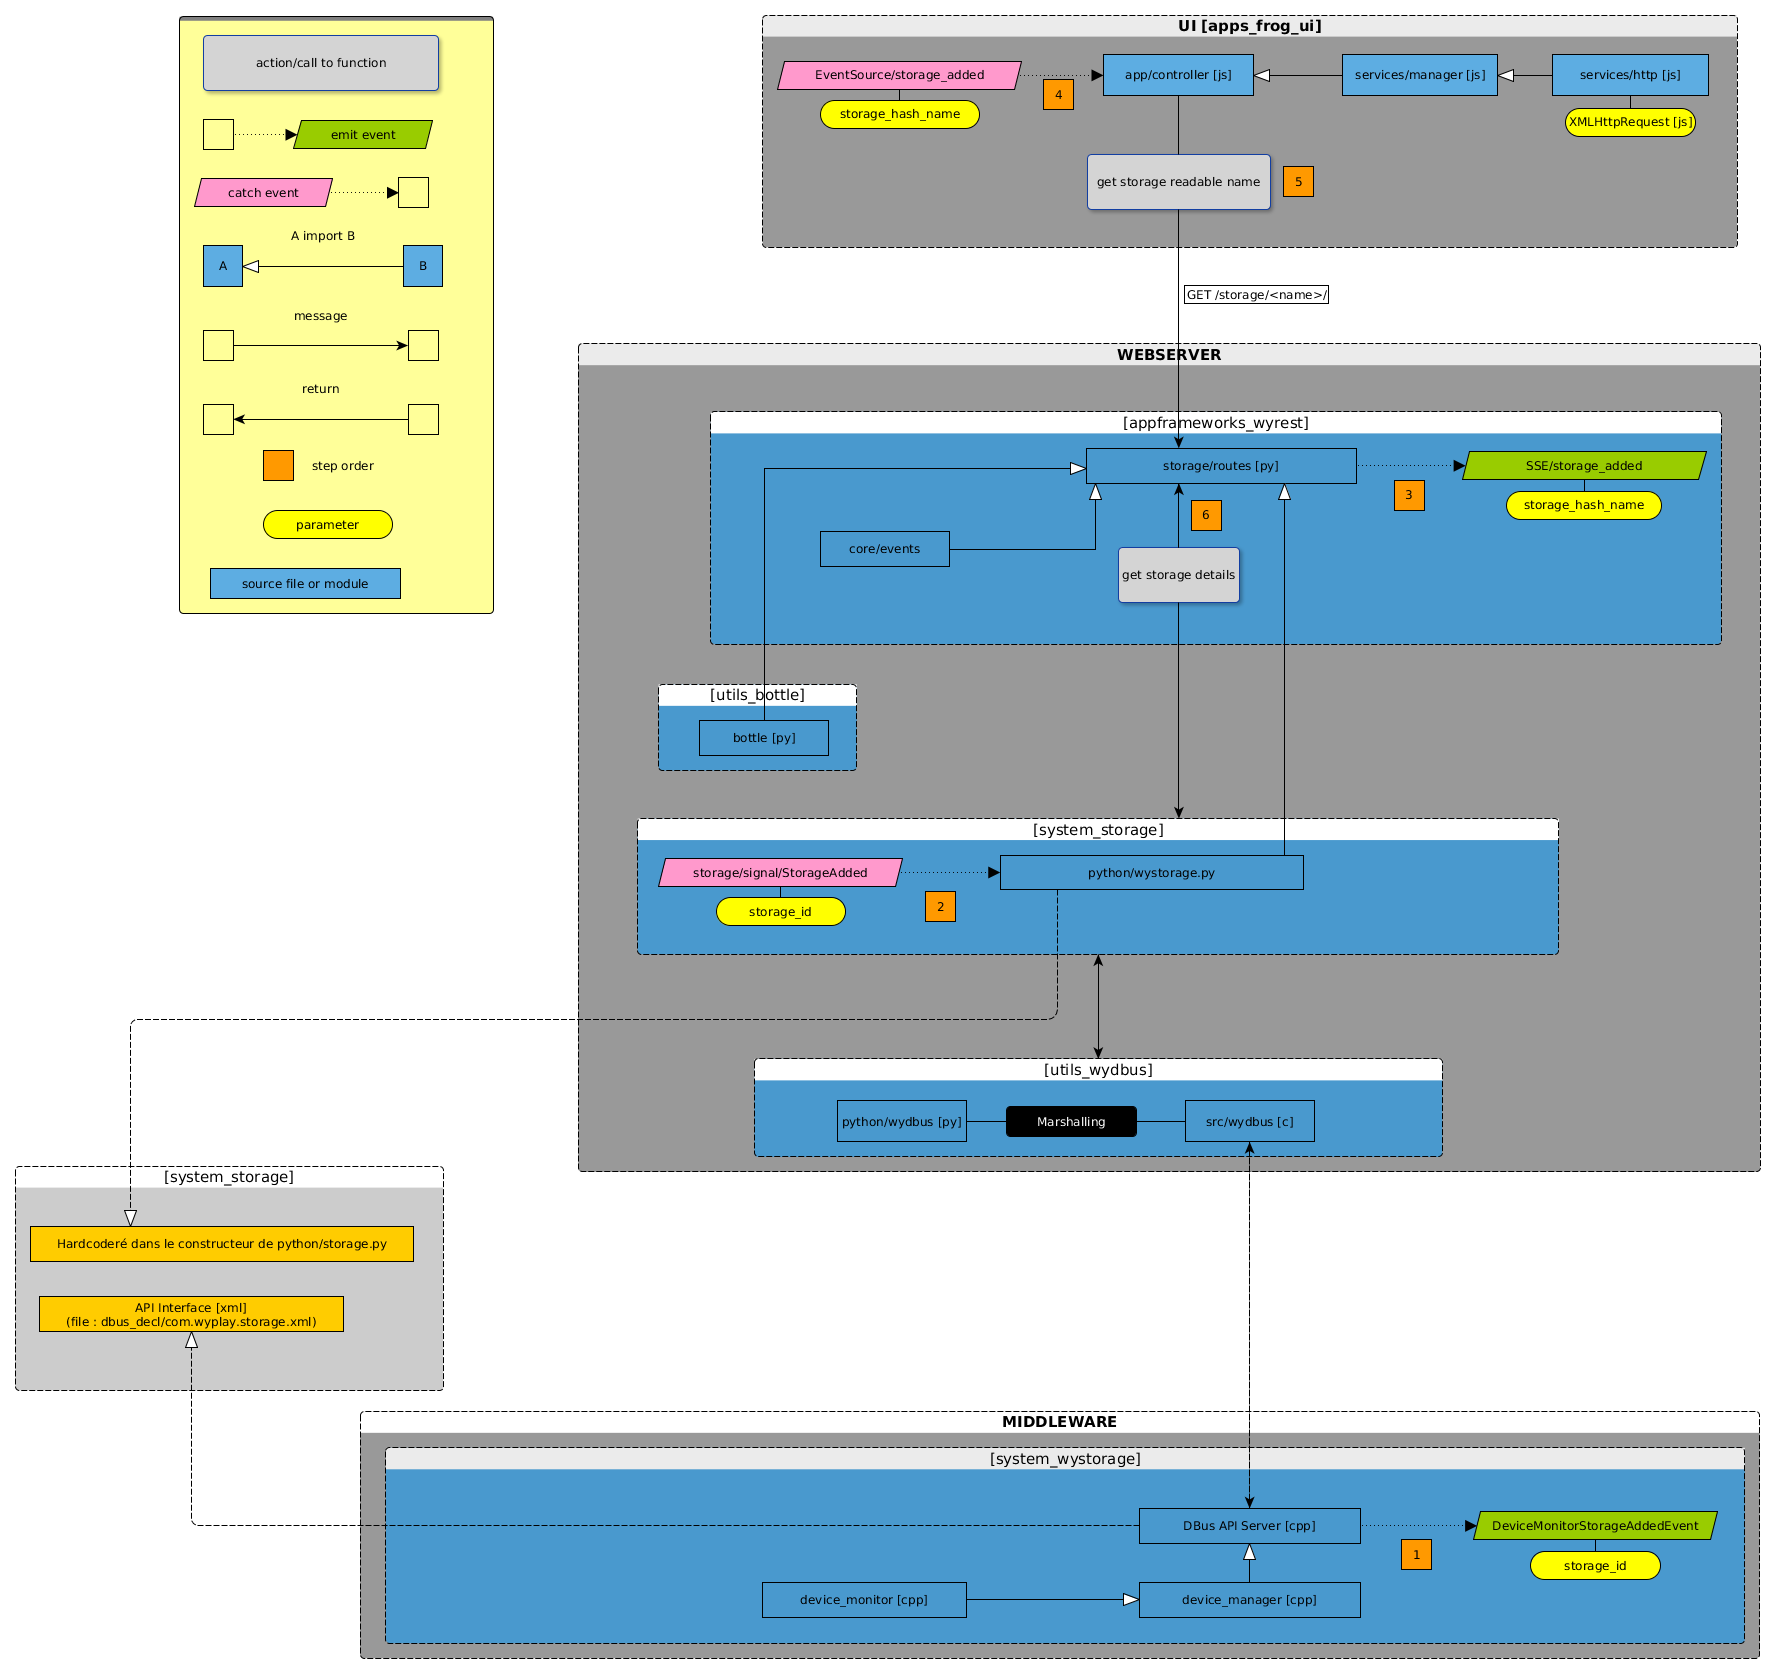 action/call to function
emit event
catch event
A import B
A
B
message
return
step order
parameter
source file or module
UI [apps_frog_ui]
EventSource/storage_added
storage_hash_name
4
app/controller [js]
services/manager [js]
services/http [js]
XMLHttpRequest [js]
get storage readable name
5
GET /storage/<name>/
WEBSERVER
[appframeworks_wyrest]
storage/routes [py]
SSE/storage_added
3
storage_hash_name
6
core/events
get storage details
[utils_bottle]
bottle [py]
[system_storage]
storage/signal/StorageAdded
python/wystorage.py
2
storage_id
[utils_wydbus]
python/wydbus [py]
Marshalling
src/wydbus [c]
[system_storage]
Hardcoderé dans le constructeur de python/storage.py
API Interface [xml]
(file : dbus_decl/com.wyplay.storage.xml)
MIDDLEWARE
[system_wystorage]
DBus API Server [cpp]
DeviceMonitorStorageAddedEvent
1
storage_id
device_monitor [cpp]
device_manager [cpp]